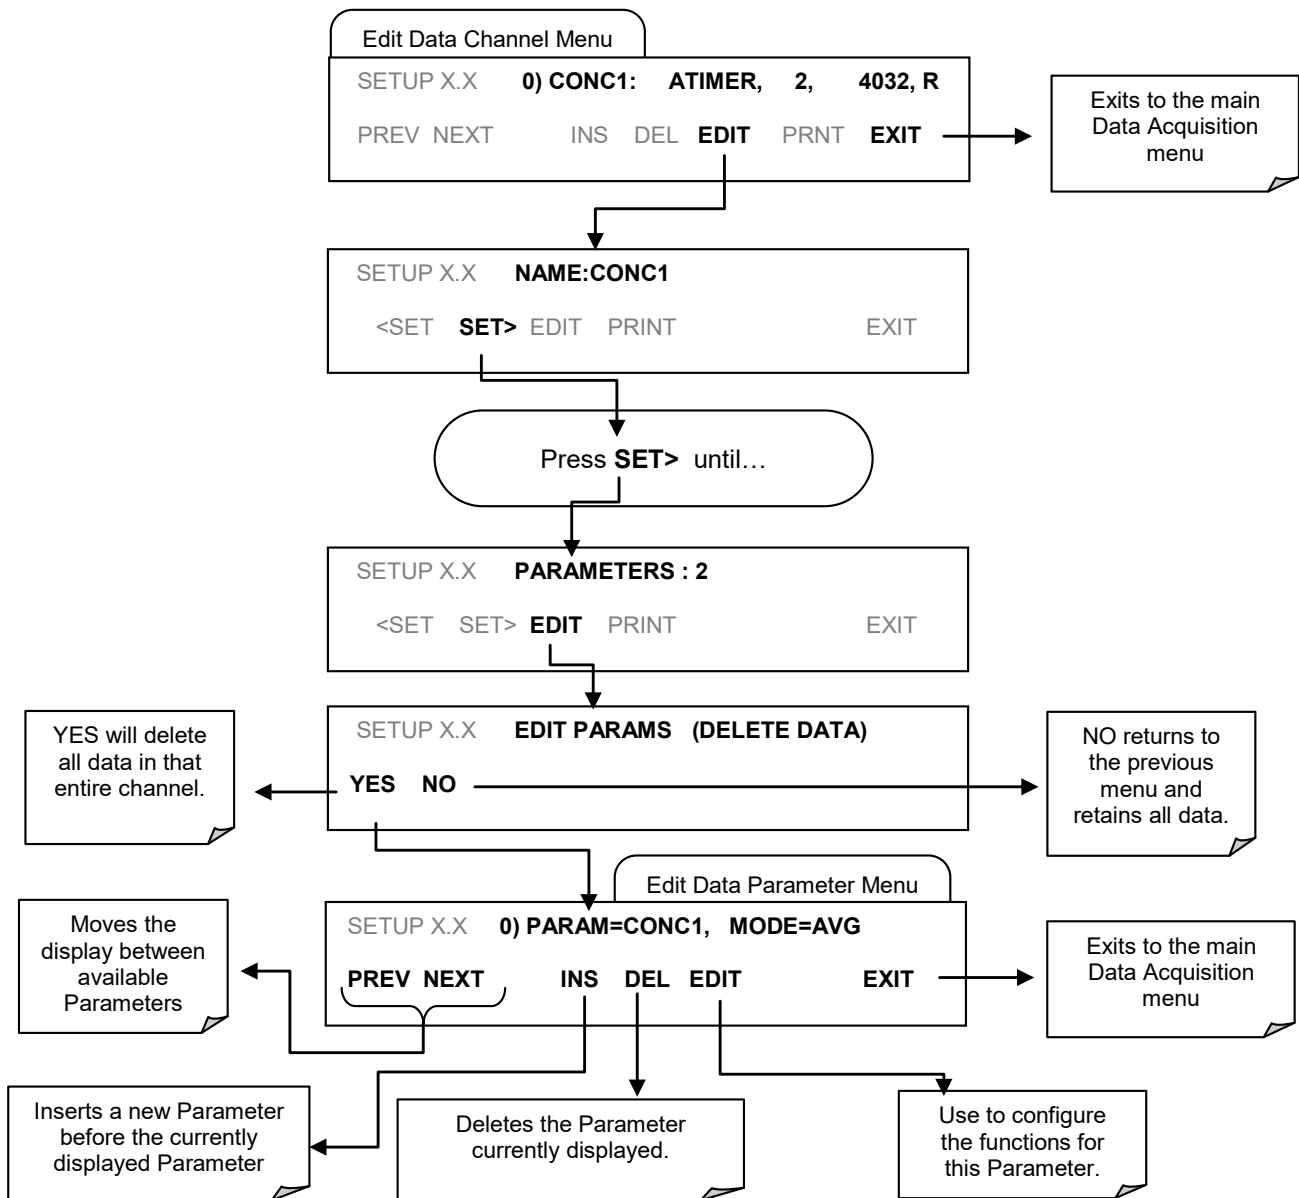 Edit Data Channel Menu
SETUP X.X 0) CONC1: ATIMER, 2, 4032, R
PREV NEXT INS DEL EDIT PRNT EXIT
Exits to the main
Data Acquisition
menu
SETUP X.X NAME:CONC1
<SET SET> EDIT PRINT EXIT
Press SET> until…
SETUP X.X PARAMETERS : 2
<SET SET> EDIT PRINT EXIT
YES will delete
all data in that
entire channel.
SETUP X.X EDIT PARAMS (DELETE DATA)
YES NO
NO returns to
the previous
menu and
retains all data.
Edit Data Parameter Menu
Moves the
display between
available
Parameters
SETUP X.X 0) PARAM=CONC1, MODE=AVG
PREV NEXT INS DEL EDIT EXIT
Exits to the main
Data Acquisition
menu
Inserts a new Parameter
before the currently
displayed Parameter
Deletes the Parameter
currently displayed.
Use to configure
the functions for
this Parameter.